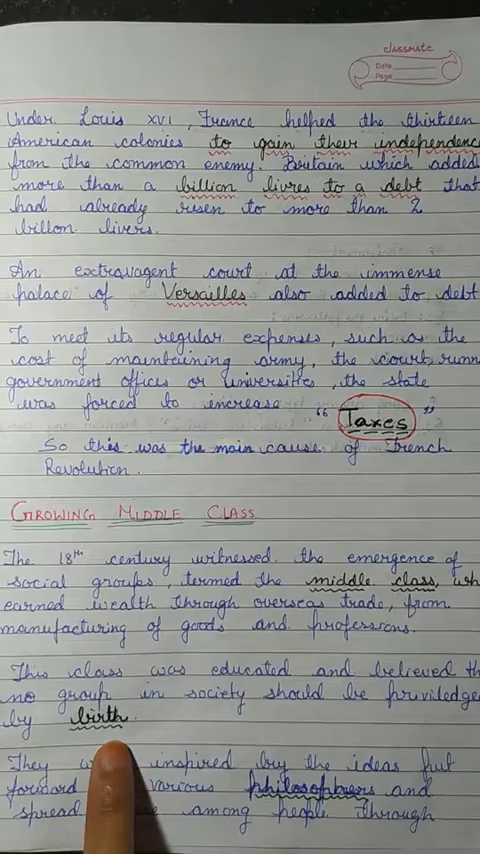 classmate
Date
Page
Under Louis XVI, France helped the thirteen
American colonies to gain their independence
from the common enemy. Britain which added
more than a billion livres to a debt that
had already risen to more than 2
billon livers.
An extravagent court at the immense
palace of Versailles also added to debt
To meet its regular expenses, such as the
cost of maintaining army, the court, runn
government offices or universities, the state
was forced to increase "Taxes"
So this was the main cause of French
Revolution.
GROWING MIDDLE CLASS
The 18th century witnessed the emergence of
social groups, termed the middle class, wh
earned wealth through overseas trade, from
manufacturing of goods and professions.
This class was educated and believed th
no group in society should be priviledge
by birth.
They inspired by the ideas put
forward various philosophers and
spread among people through